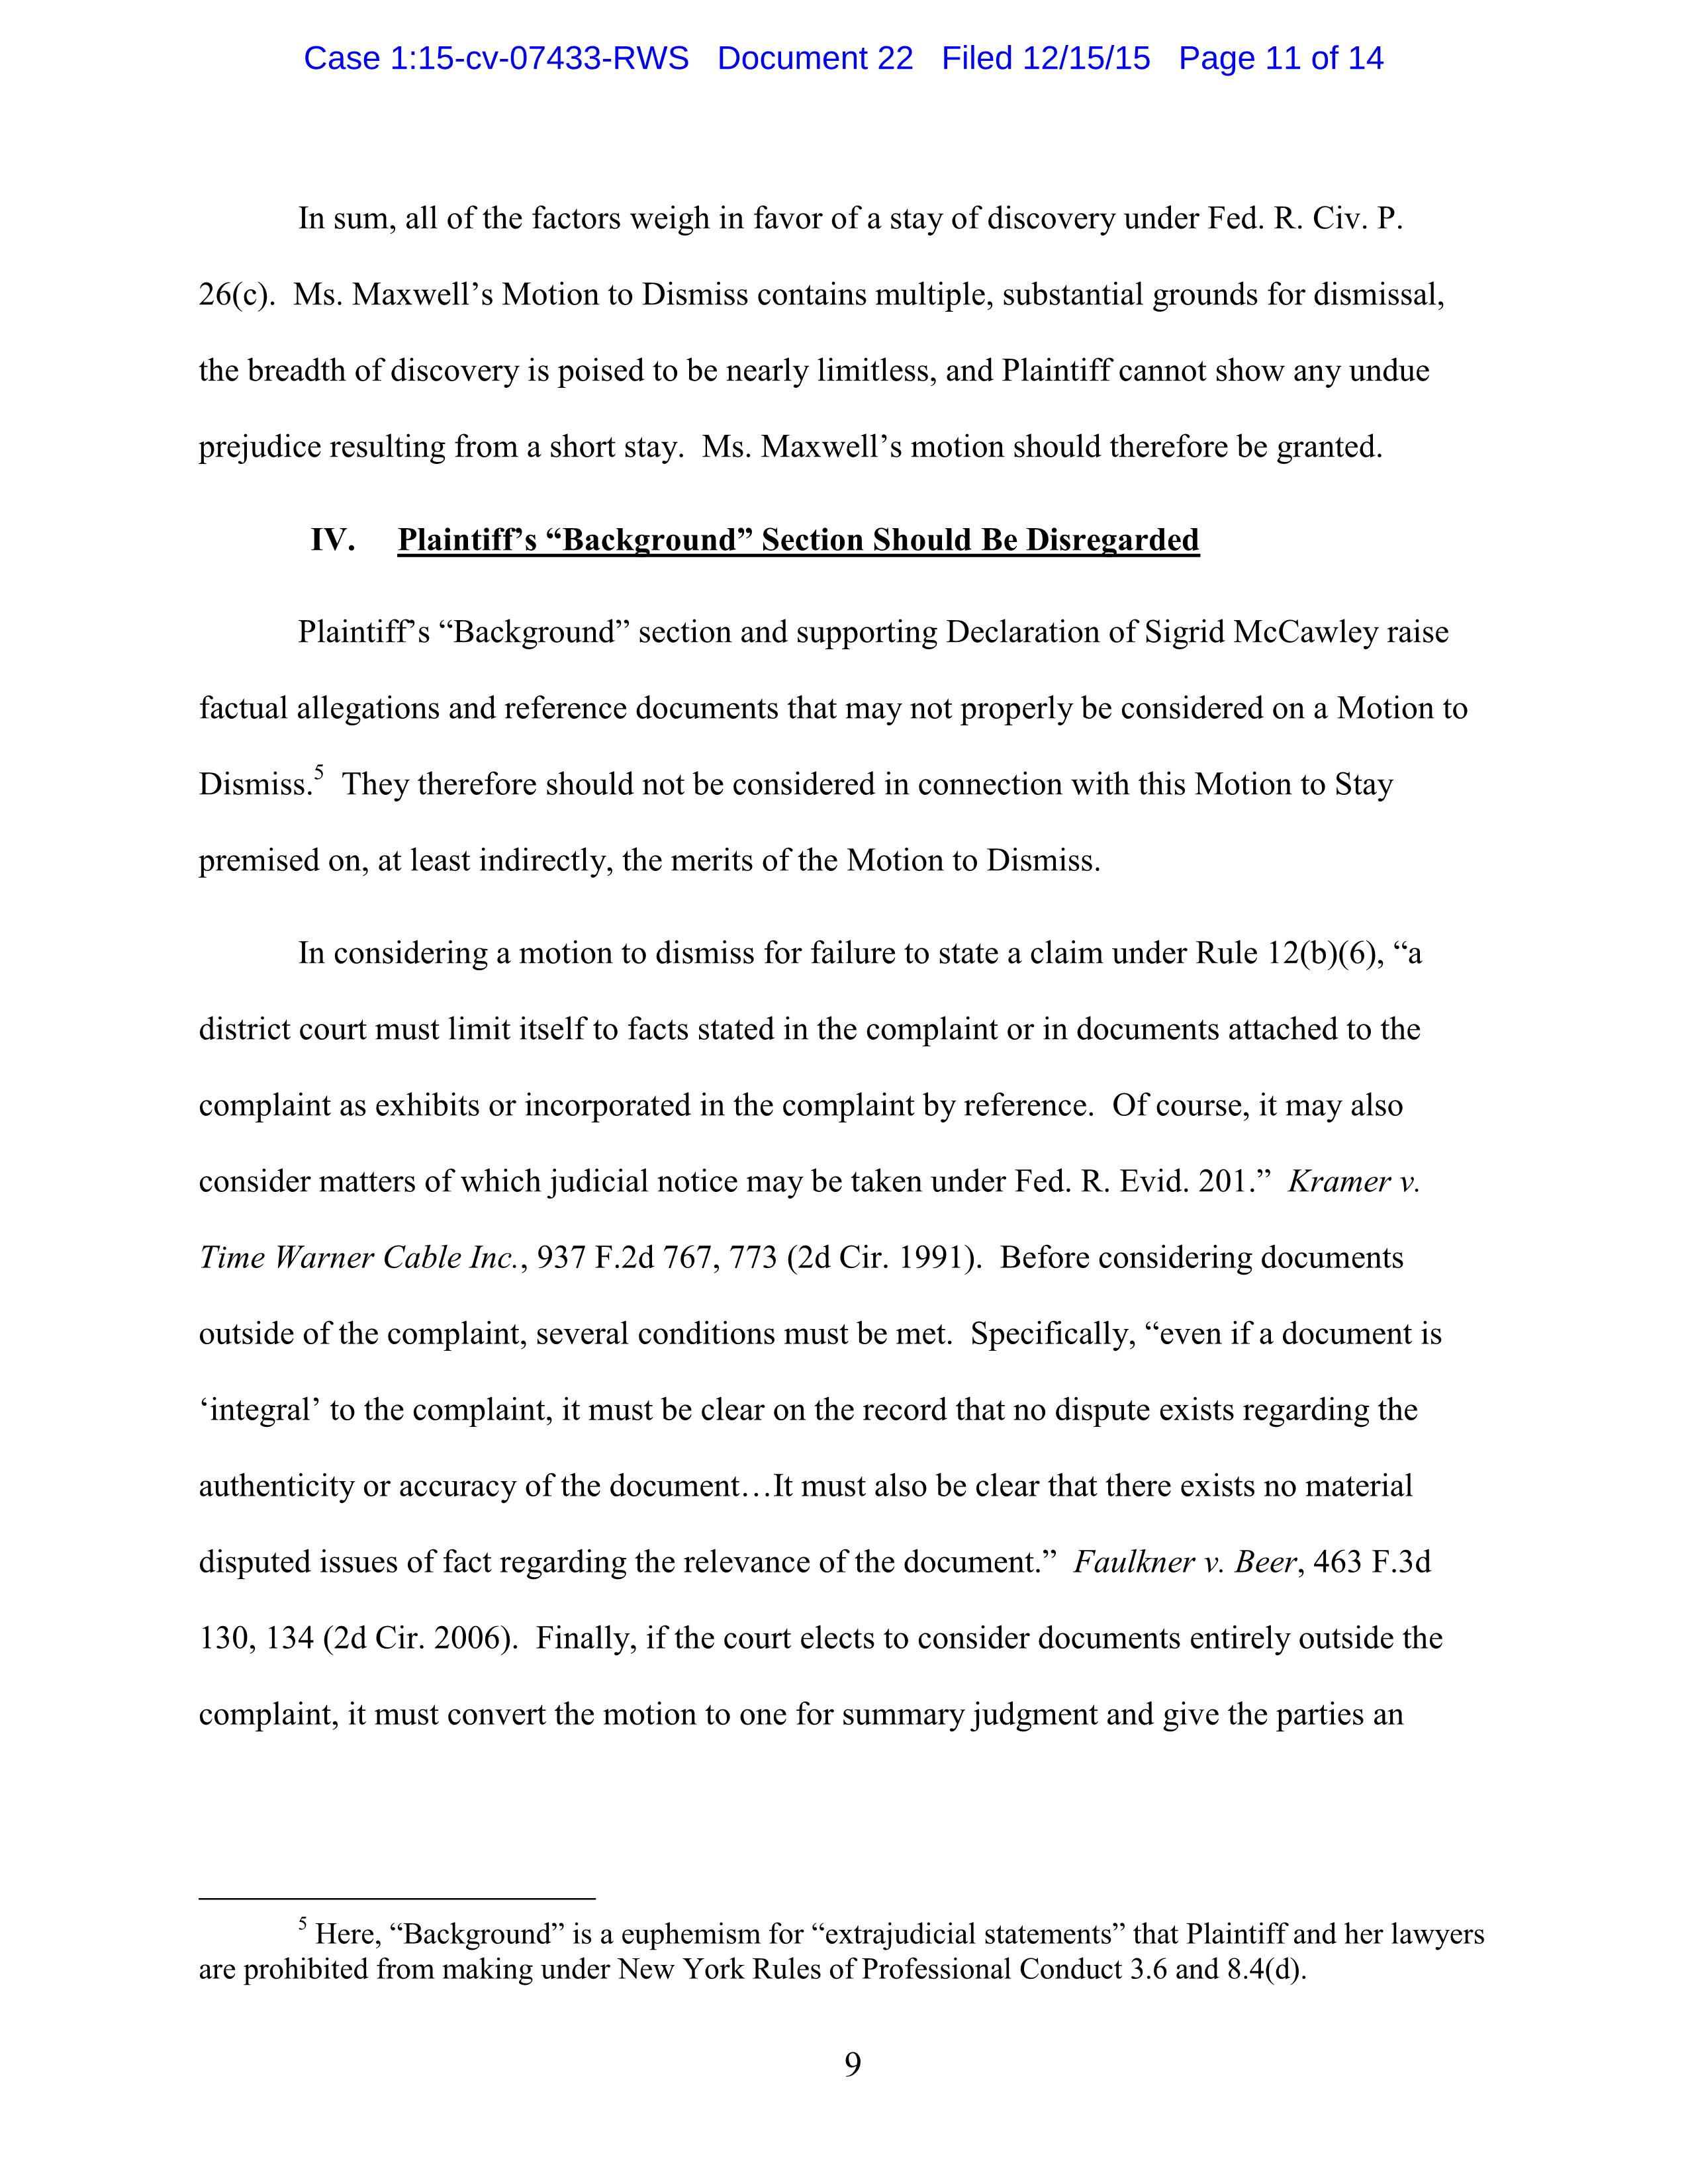 Case 1:15-cv-07433-RWS Document 22 Filed 12/15/15 Page 11 of 14
In sum, all of the factors weigh in favor of a stay of discovery under Fed. R. Civ. P.
26(c). Ms. Maxwell’s Motion to Dismiss contains multiple, substantial grounds for dismissal,
the breadth of discovery is poised to be nearly limitless, and Plaintiff cannot show any undue
prejudice resulting from a short stay. Ms. Maxwell’s motion should therefore be granted.
IV. Plaintiff’s “Background” Section Should Be Disregarded
Plaintiff’s “Background” section and supporting Declaration of Sigrid McCawley raise
factual allegations and reference documents that may not properly be considered on a Motion to
Dismiss.5 They therefore should not be considered in connection with this Motion to Stay
premised on, at least indirectly, the merits of the Motion to Dismiss.
In considering a motion to dismiss for failure to state a claim under Rule 12(b)(6), “a
district court must limit itself to facts stated in the complaint or in documents attached to the
complaint as exhibits or incorporated in the complaint by reference. Of course, it may also
consider matters of which judicial notice may be taken under Fed. R. Evid. 201.” Kramer v.
Time Warner Cable Inc., 937 F.2d 767, 773 (2d Cir. 1991). Before considering documents
outside of the complaint, several conditions must be met. Specifically, “even if a document is
‘integral’ to the complaint, it must be clear on the record that no dispute exists regarding the
authenticity or accuracy of the document…It must also be clear that there exists no material
disputed issues of fact regarding the relevance of the document.” Faulkner v. Beer, 463 F.3d
130, 134 (2d Cir. 2006). Finally, if the court elects to consider documents entirely outside the
complaint, it must convert the motion to one for summary judgment and give the parties an
5 Here, “Background” is a euphemism for “extrajudicial statements” that Plaintiff and her lawyers
are prohibited from making under New York Rules of Professional Conduct 3.6 and 8.4(d).
9